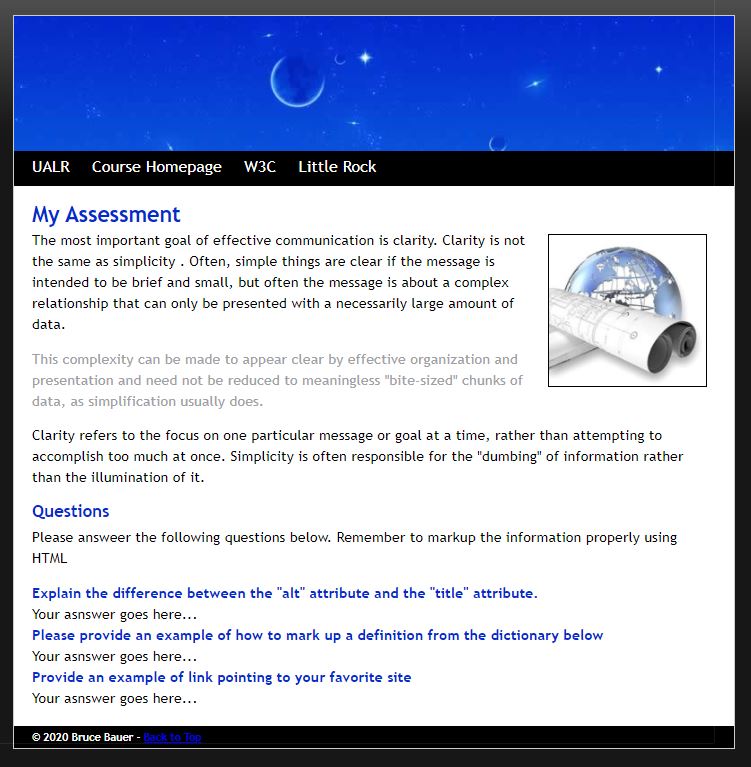 UALR Course Homepage W3C Little Rock
My Assessment
The most important goal of effective communication is clarity. Clarity is not
the same as simplicity . Often, simple things are clear if the message is
intended to be brief and small, but often the message is about a complex
relationship that can only be presented with a necessarily large amount of
data.
This complexity can be made to appear clear by effective organization and
presentation and need not be reduced to meaningless "bite-sized" chunks of
data, as simplification usually does.
Clarity refers to the focus on one particular message or goal at a time, rather than attempting to
accomplish too much at once. Simplicity is often responsible for the "dumbing" of information rather
than the illumination of it.
Questions
Please answeer the following questions below. Remember to markup the information properly using
HTML
Explain the difference between the "alt" attribute and the "title" attribute.
Your asnswer goes here...
Please provide an example of how to mark up a definition from the dictionary below
Your asnswer goes here...
Provide an example of link pointing to your favorite site
Your asnswer goes here...
© 2020 Bruce Bauer - Back to Top